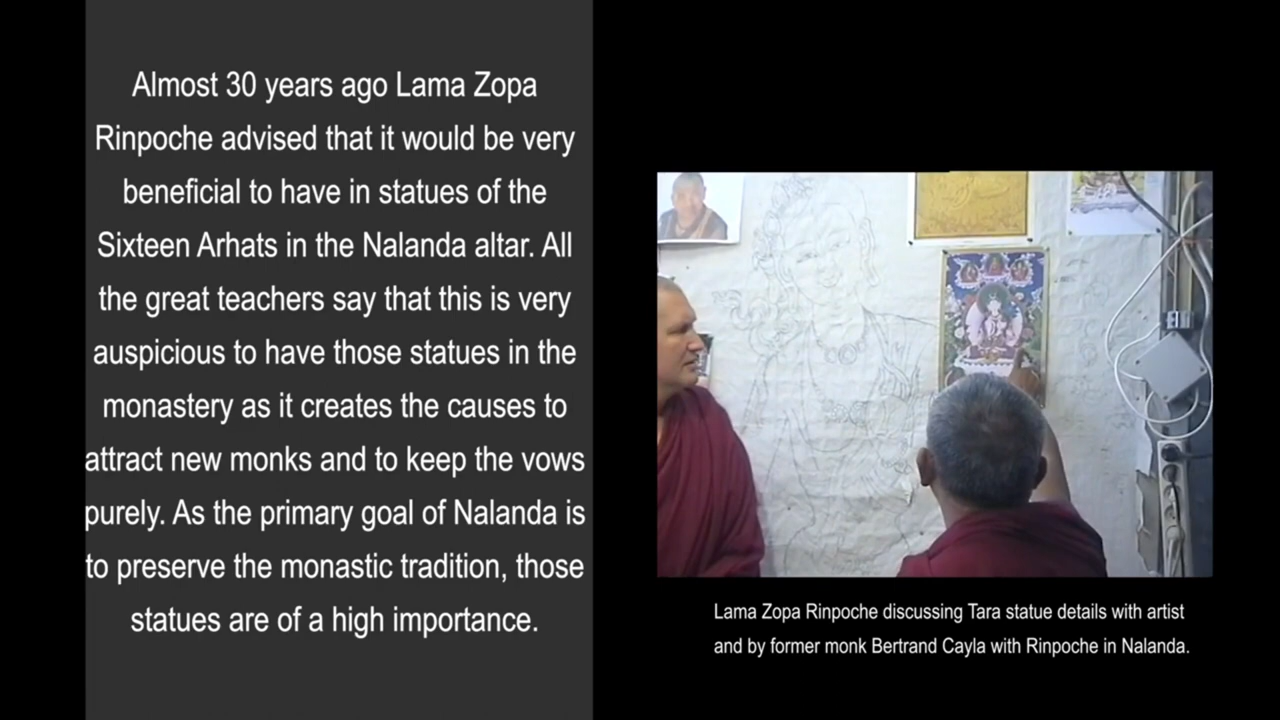 Almost 30 years ago Lama Zopa
Rinpoche advised that it would be very
beneficial to have in statues of the
Sixteen Arhats in the Nalanda altar. All
the great teachers say that this is very
auspicious to have those statues in the
monastery as it creates the causes to
attract new monks and to keep the vows
purely. As the primary goal of Nalanda is
to preserve the monastic tradition, those
statues are of a high importance.
Lama Zopa Rinpoche discussing Tara statue details with artist
and by former monk Bertrand Cayla with Rinpoche in Nalanda.